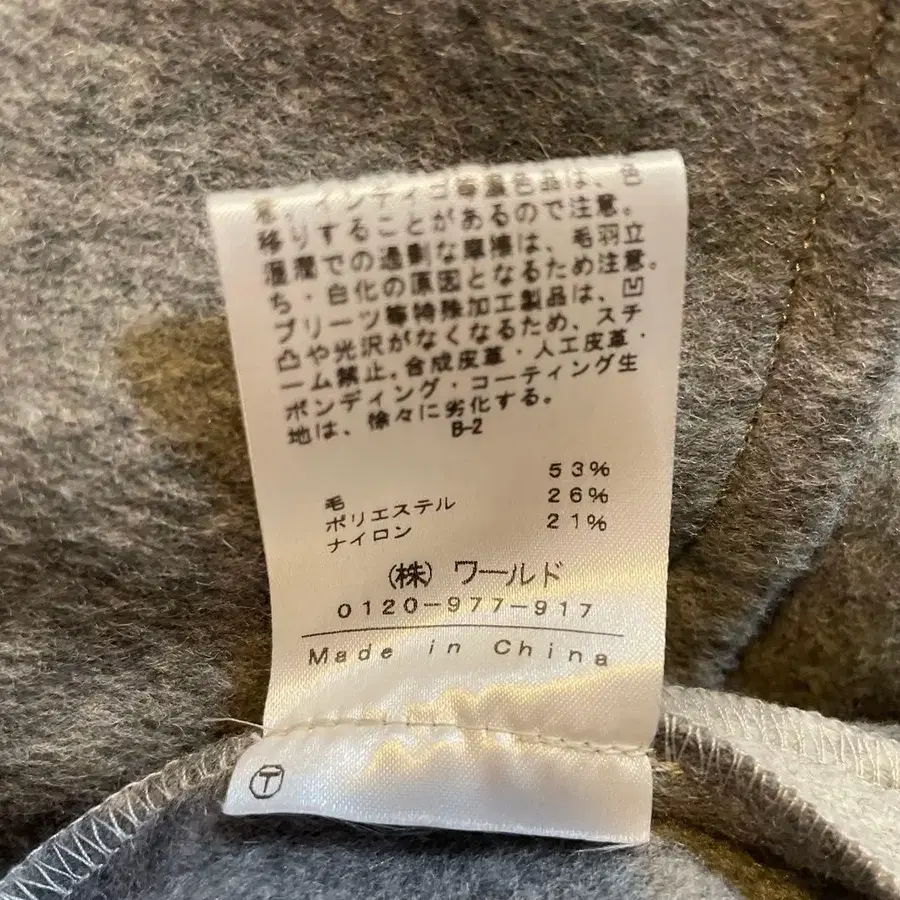 意。インディゴ等濃色品は、色
移りすることがあるので注意。
湿潤での過剰な摩擦は、毛羽立
ち・白化の原因となるため注意。
プリーツ等特殊加工製品は、凹
凸や光沢がなくなるため、スチ
ーム禁止。合成皮革・人工皮革・
ボンディング・コーティング生
地は、徐々に劣化する。
B-2
毛 53%
ポリエステル 26%
ナイロン 21%
(株) ワールド
0120-977-917
Made in China
T